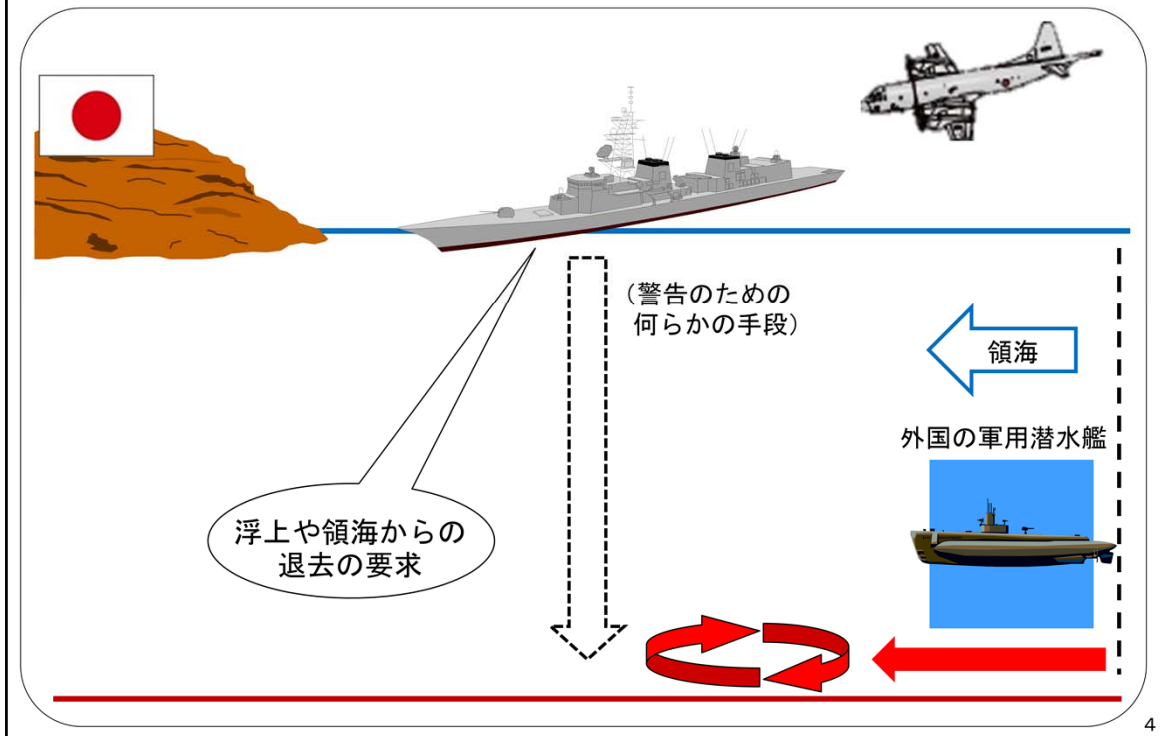 （警告のための
何らかの手段）
領海
外国の軍用潜水艦
浮上や領海からの
退去の要求
4